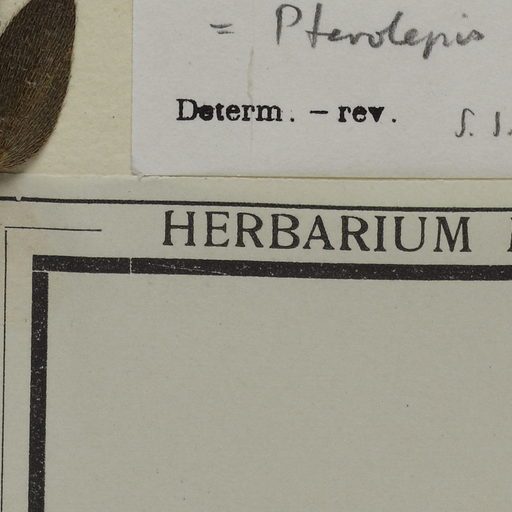 = Pterolepis
Determ. – rev.
HERBARIUM